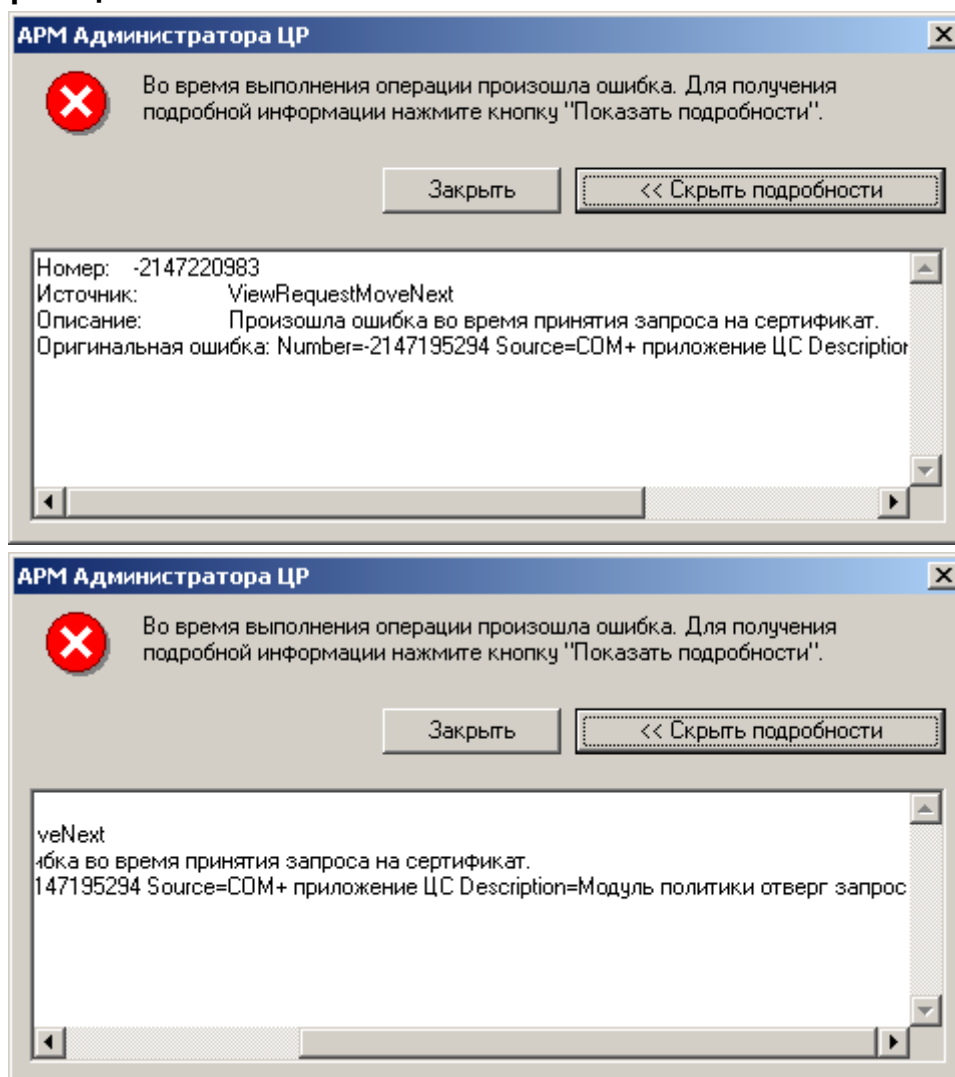 АРМ Администратора ЦР
Во время выполнения операции произошла ошибка. Для получения
подробной информации нажмите кнопку "Показать подробности".
Закрыть
<< Скрыть подробности
Номер: -2147220983
Источник: ViewRequestMoveNext
Описание: Произошла ошибка во время принятия запроса на сертификат.
Оригинальная ошибка: Number=-2147195294 Source=COM+ приложение ЦС Description
АРМ Администратора ЦР
Во время выполнения операции произошла ошибка. Для получения
подробной информации нажмите кнопку "Показать подробности".
Закрыть
<< Скрыть подробности
veNext
ибка во время принятия запроса на сертификат.
147195294 Source=COM+ приложение ЦС Description=Модуль политики отверг запрос